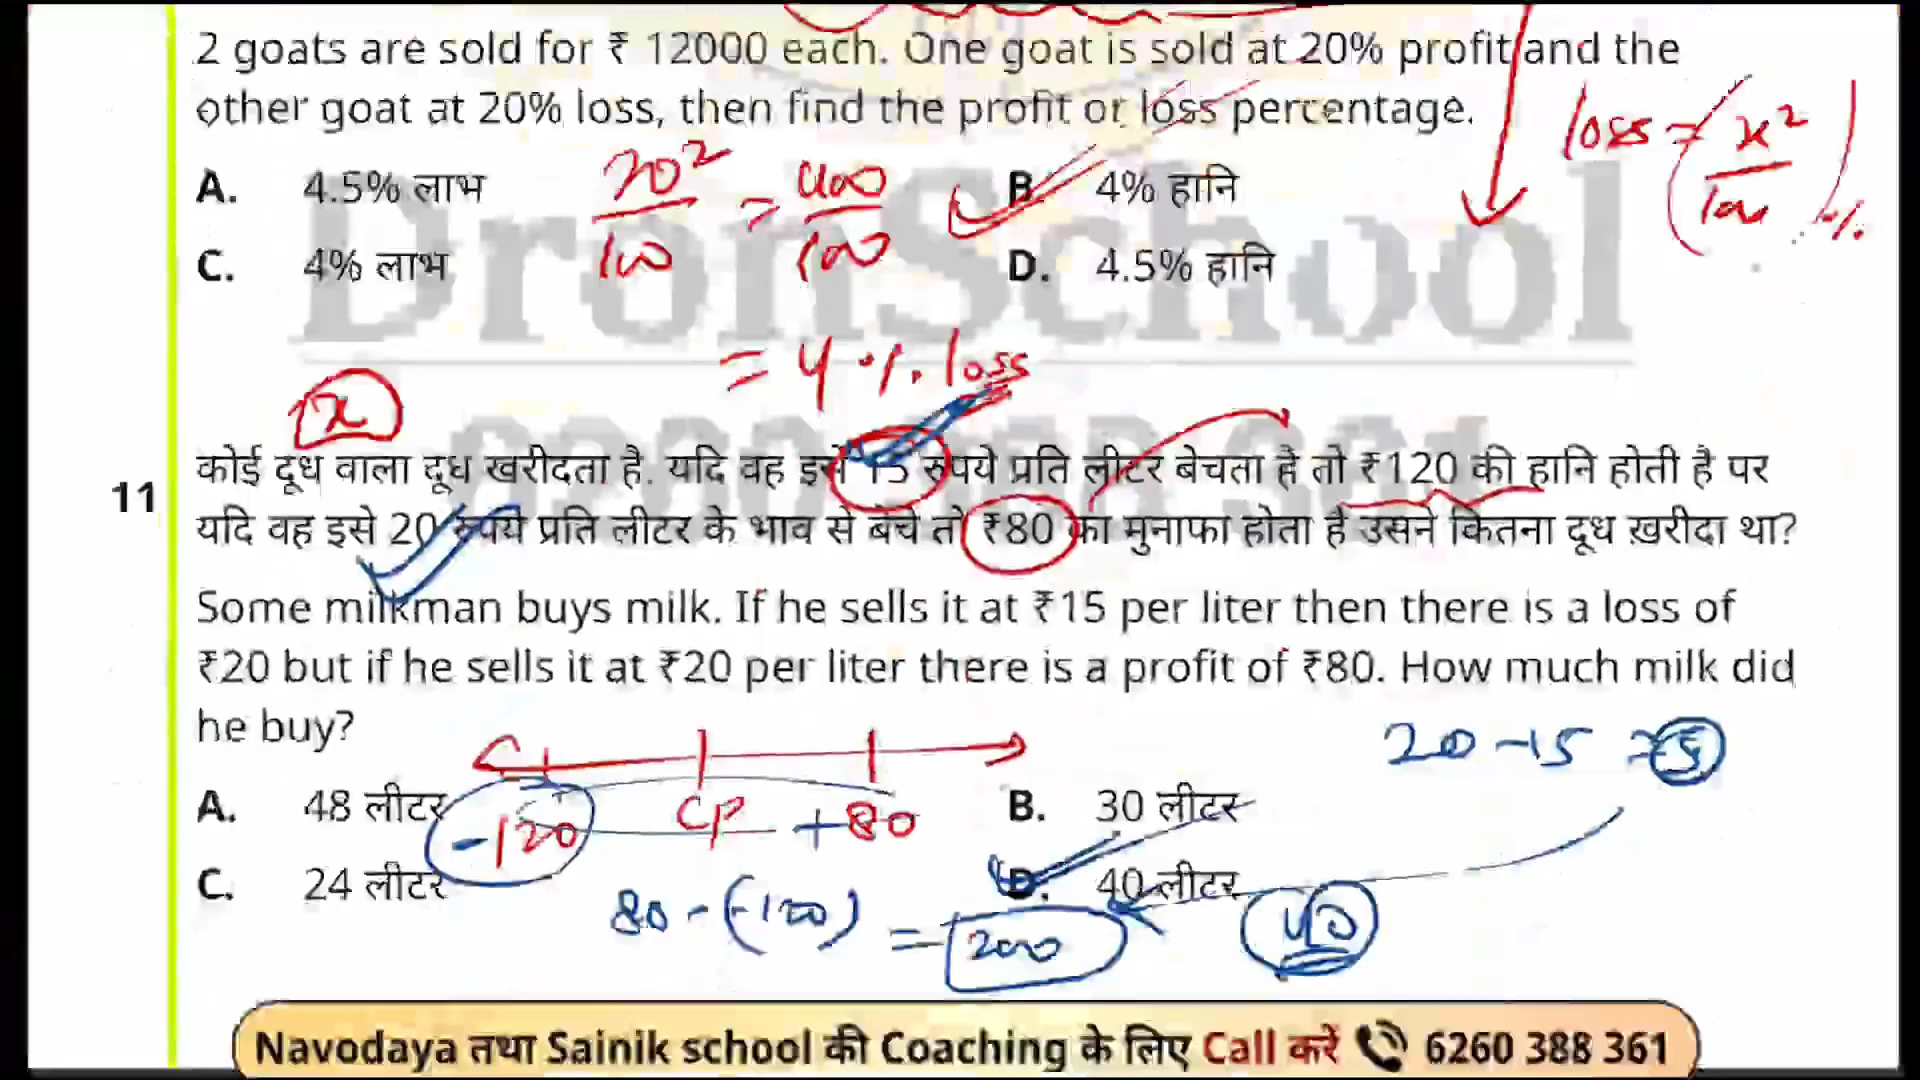 2 goats are sold for ₹ 12000 each. One goat is sold at 20% profit and the
other goat at 20% loss, then find the profit or loss percentage.
loss = (x²/100)%
A. 4.5% लाभ
B. 4% हानि
20²/100 = 400/100
C. 4% लाभ
D. 4.5% हानि
DronSchool
= 4%. loss
x
11
कोई दूध वाला दूध खरीदता है. यदि वह इसे 15 रुपये प्रति लीटर बेचता है तो ₹120 की हानि होती है पर
यदि वह इसे 20 रुपये प्रति लीटर के भाव से बेचे तो ₹80 का मुनाफा होता है उसने कितना दूध ख़रीदा था?
Some milkman buys milk. If he sells it at ₹15 per liter then there is a loss of
₹20 but if he sells it at ₹20 per liter there is a profit of ₹80. How much milk did
he buy?
20 - 15 = 5
A. 48 लीटर
B. 30 लीटर
-120 CP +80
C. 24 लीटर
D. 40 लीटर
80 - (-120) = 200
40
Navodaya तथा Sainik school की Coaching के लिए Call करें 6260 388 361